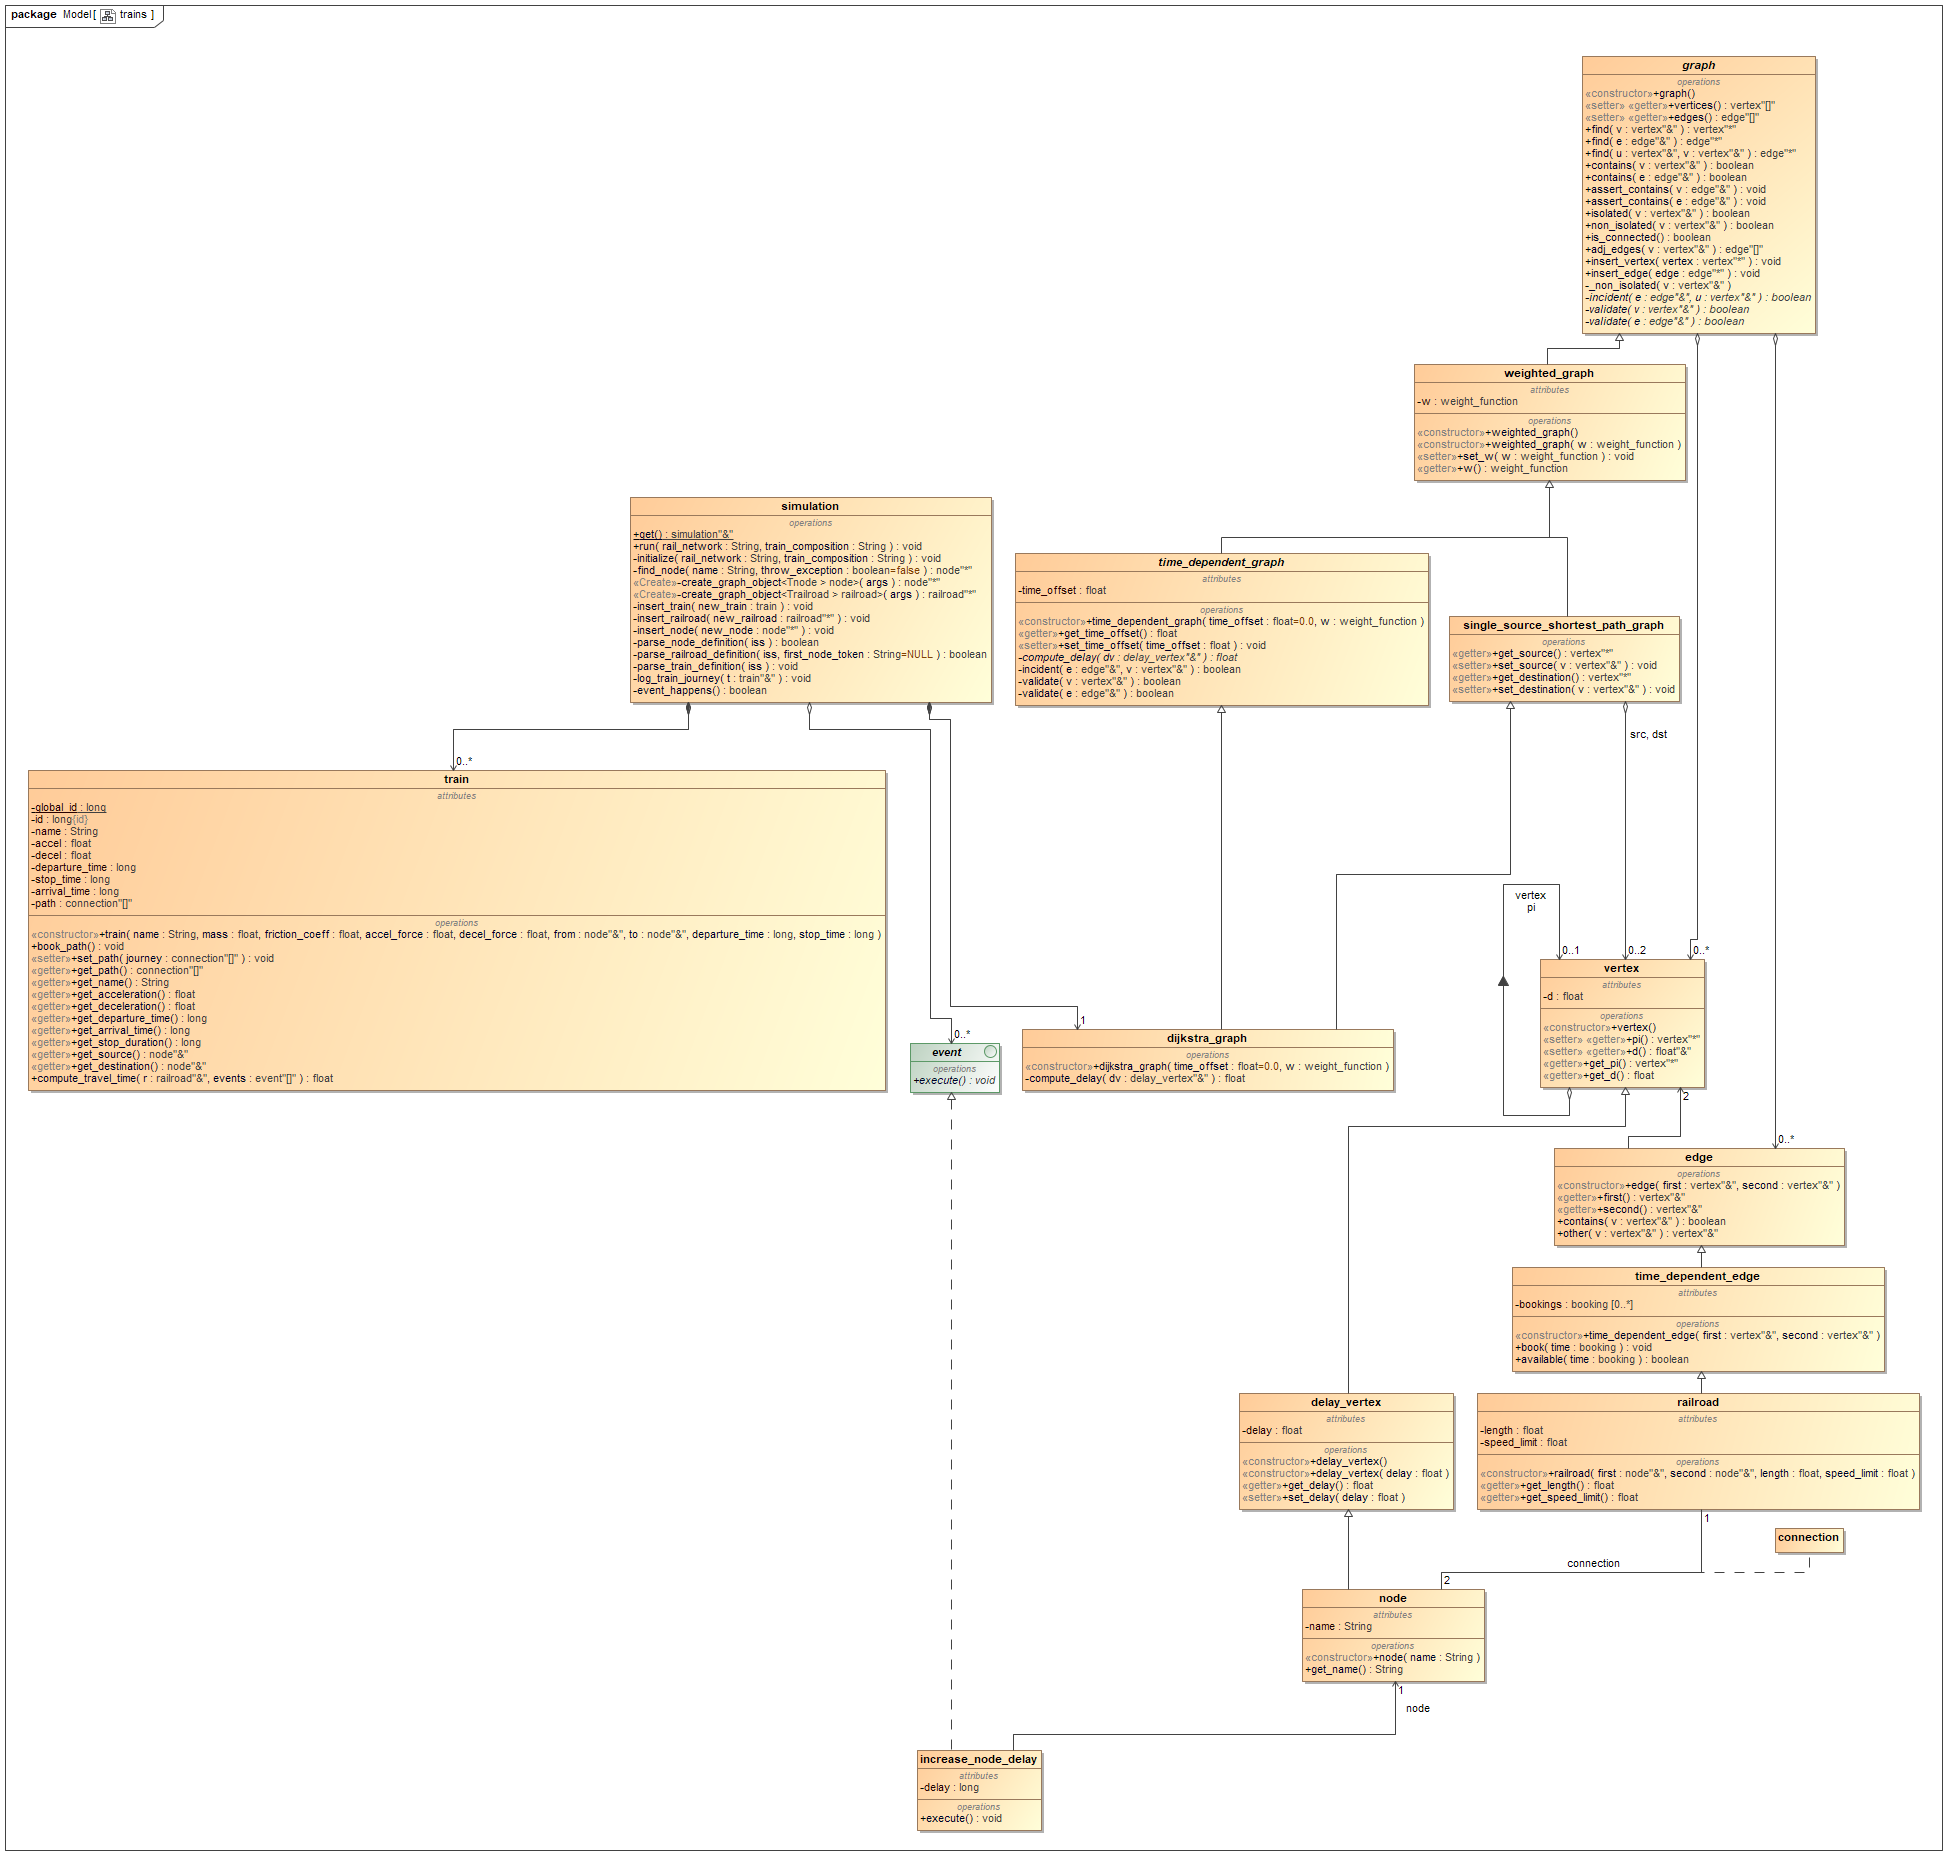 package Model[ trains ]
graph
operations
«constructor»+graph()
«setter» «getter»+vertices() : vertex"[]"
«setter» «getter»+edges() : edge"[]"
+find( v : vertex"&" ) : vertex"*"
+find( e : edge"&" ) : edge"*"
+find( u : vertex"&", v : vertex"&" ) : edge"*"
+contains( v : vertex"&" ) : boolean
+contains( e : edge"&" ) : boolean
+assert_contains( v : edge"&" ) : void
+assert_contains( e : edge"&" ) : void
+isolated( v : vertex"&" ) : boolean
+non_isolated( v : vertex"&" ) : boolean
+is_connected() : boolean
+adj_edges( v : vertex"&" ) : edge"[]"
+insert_vertex( vertex : vertex"*" ) : void
+insert_edge( edge : edge"*" ) : void
-_non_isolated( v : vertex"&" )
-incident( e : edge"&", u : vertex"&" ) : boolean
-validate( v : vertex"&" ) : boolean
-validate( e : edge"&" ) : boolean
weighted_graph
attributes
-w : weight_function
operations
«constructor»+weighted_graph()
«constructor»+weighted_graph( w : weight_function )
«setter»+set_w( w : weight_function ) : void
«getter»+w() : weight_function
simulation
operations
+get() : simulation"&"
+run( rail_network : String, train_composition : String ) : void
-initialize( rail_network : String, train_composition : String ) : void
-find_node( name : String, throw_exception : boolean=false ) : node"*"
«Create»-create_graph_object<Tnode > node>( args ) : node"*"
«Create»-create_graph_object<Trailroad > railroad>( args ) : railroad"*"
-insert_train( new_train : train ) : void
-insert_railroad( new_railroad : railroad"*" ) : void
-insert_node( new_node : node"*" ) : void
-parse_node_definition( iss ) : boolean
-parse_railroad_definition( iss, first_node_token : String=NULL ) : boolean
-parse_train_definition( iss ) : void
-log_train_journey( t : train"&" ) : void
-event_happens() : boolean
time_dependent_graph
attributes
-time_offset : float
operations
«constructor»+time_dependent_graph( time_offset : float=0.0, w : weight_function )
«getter»+get_time_offset() : float
«setter»+set_time_offset( time_offset : float ) : void
-compute_delay( dv : delay_vertex"&" ) : float
-incident( e : edge"&", v : vertex"&" ) : boolean
-validate( v : vertex"&" ) : boolean
-validate( e : edge"&" ) : boolean
single_source_shortest_path_graph
operations
«getter»+get_source() : vertex"*"
«setter»+set_source( v : vertex"&" ) : void
«getter»+get_destination() : vertex"*"
«setter»+set_destination( v : vertex"&" ) : void
src, dst
0..*
train
attributes
-global_id : long
-id : long{id}
-name : String
-accel : float
-decel : float
-departure_time : long
-stop_time : long
-arrival_time : long
-path : connection"[]"
operations
«constructor»+train( name : String, mass : float, friction_coeff : float, accel_force : float, decel_force : float, from : node"&", to : node"&", departure_time : long, stop_time : long )
+book_path() : void
«setter»+set_path( journey : connection"[]" ) : void
«getter»+get_path() : connection"[]"
«getter»+get_name() : String
«getter»+get_acceleration() : float
«getter»+get_deceleration() : float
«getter»+get_departure_time() : long
«getter»+get_arrival_time() : long
«getter»+get_stop_duration() : long
«getter»+get_source() : node"&"
«getter»+get_destination() : node"&"
+compute_travel_time( r : railroad"&", events : event"[]" ) : float
vertex
pi
0..1
0..2
0..*
vertex
attributes
-d : float
operations
«constructor»+vertex()
«setter» «getter»+pi() : vertex"*"
«setter» «getter»+d() : float"&"
«getter»+get_pi() : vertex"*"
«getter»+get_d() : float
0..*
event
operations
+execute() : void
1
dijkstra_graph
operations
«constructor»+dijkstra_graph( time_offset : float=0.0, w : weight_function )
-compute_delay( dv : delay_vertex"&" ) : float
2
0..*
edge
operations
«constructor»+edge( first : vertex"&", second : vertex"&" )
«getter»+first() : vertex"&"
«getter»+second() : vertex"&"
+contains( v : vertex"&" ) : boolean
+other( v : vertex"&" ) : vertex"&"
time_dependent_edge
attributes
-bookings : booking [0..*]
operations
«constructor»+time_dependent_edge( first : vertex"&", second : vertex"&" )
+book( time : booking ) : void
+available( time : booking ) : boolean
delay_vertex
attributes
-delay : float
operations
«constructor»+delay_vertex()
«constructor»+delay_vertex( delay : float )
«getter»+get_delay() : float
«setter»+set_delay( delay : float )
railroad
attributes
-length : float
-speed_limit : float
operations
«constructor»+railroad( first : node"&", second : node"&", length : float, speed_limit : float )
«getter»+get_length() : float
«getter»+get_speed_limit() : float
1
connection
connection
2
node
attributes
-name : String
operations
«constructor»+node( name : String )
+get_name() : String
1
node
increase_node_delay
attributes
-delay : long
operations
+execute() : void